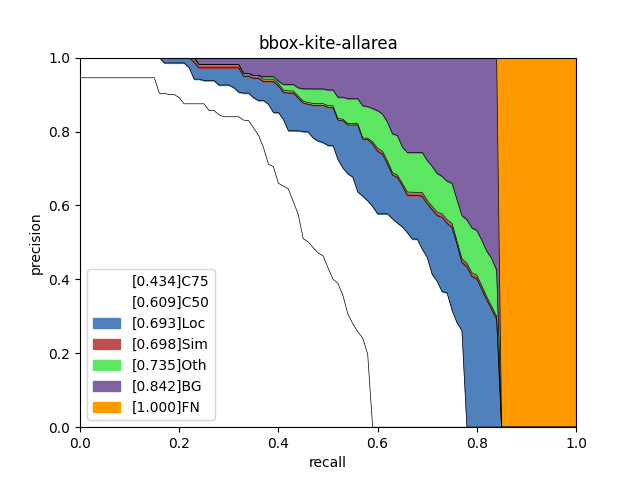 bbox-kite-allarea
1.0
0.8
0.6
0.4
0.2
0.0
precision
[0.434]C75
[0.609]C50
[0.693]Loc
[0.698]Sim
[0.735]Oth
[0.842]BG
[1.000]FN
0.0 0.2 0.4 0.6 0.8 1.0
recall